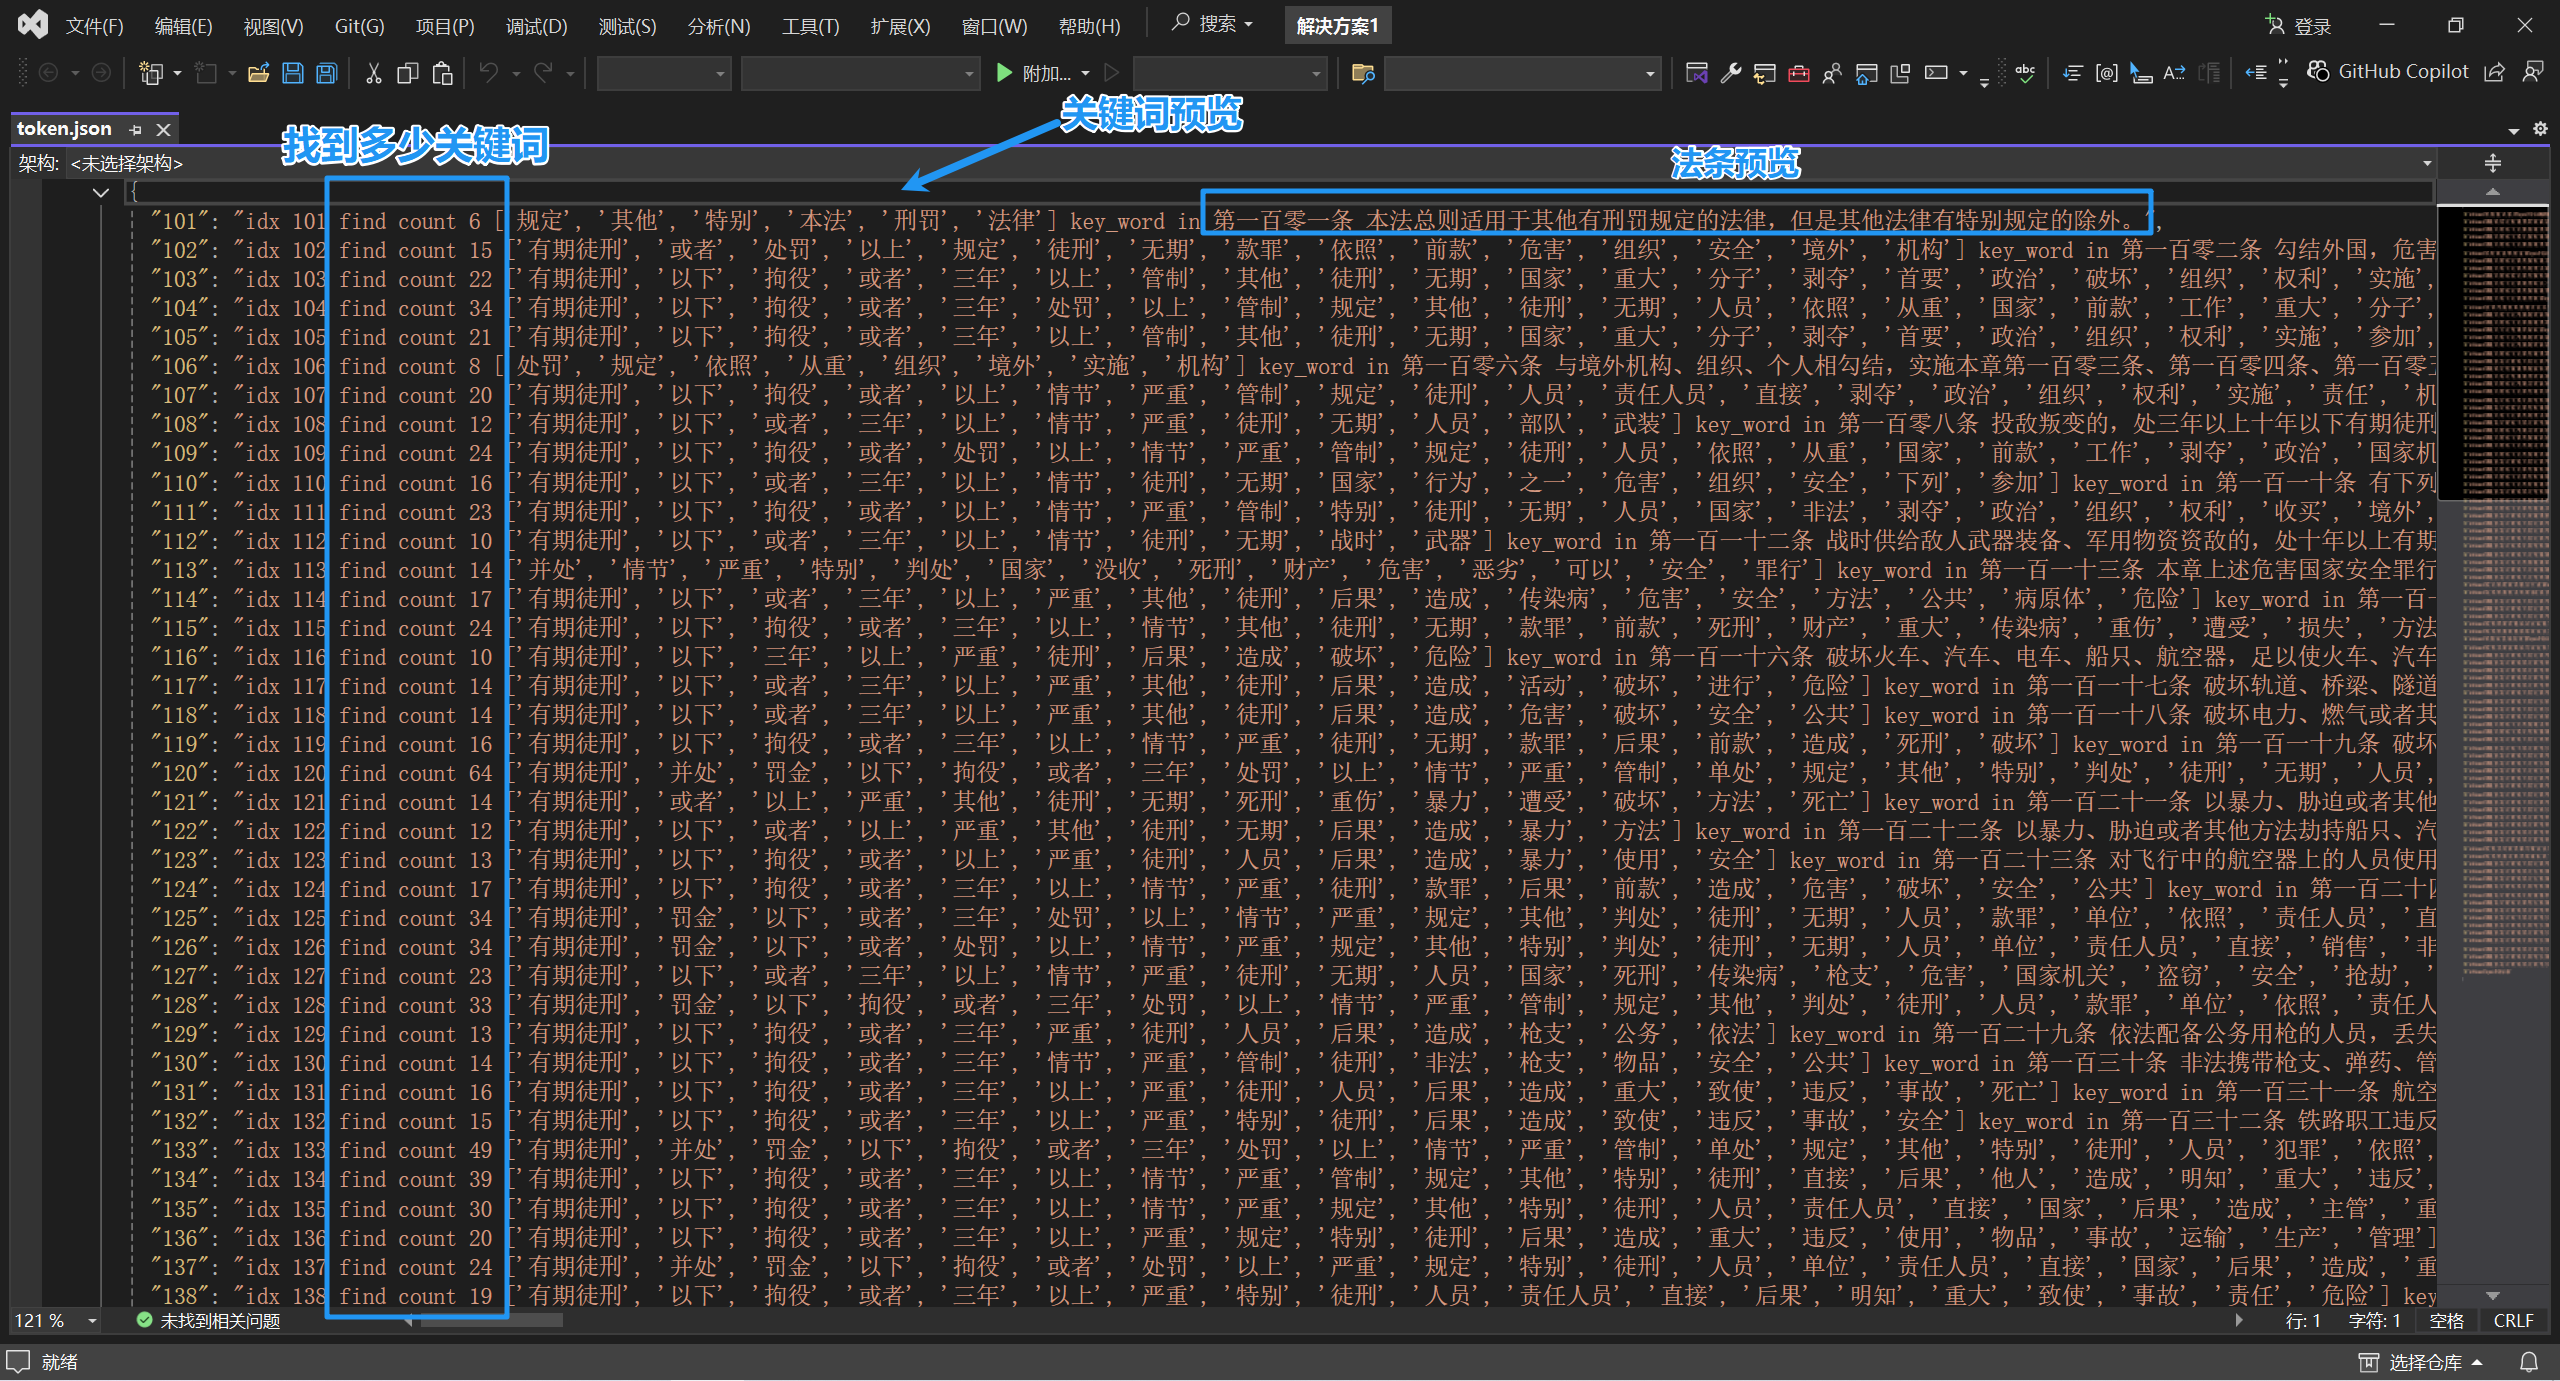 文件(F) 编辑(E) 视图(V) Git(G) 项目(P) 调试(D) 测试(S) 分析(N) 工具(T) 扩展(X) 窗口(W) 帮助(H) 搜索 解决方案1 登录
附加... GitHub Copilot
关键词预览
token.json 找到多少关键词
架构: <未选择架构> 法条预览
{
"101": "idx 101 find count 6 [ 规定', '其他', '特别', '本法', '刑罚', '法律'] key_word in 第一百零一条 本法总则适用于其他有刑罚规定的法律，但是其他法律有特别规定的除外。",
"102": "idx 102 find count 15 ['有期徒刑', '或者', '处罚', '以上', '规定', '徒刑', '无期', '款罪', '依照', '前款', '危害', '组织', '安全', '境外', '机构'] key_word in 第一百零二条 勾结外国，危害
"103": "idx 103 find count 22 ['有期徒刑', '以下', '拘役', '或者', '三年', '以上', '管制', '其他', '徒刑', '无期', '国家', '重大', '分子', '剥夺', '首要', '政治', '破坏', '组织', '权利', '实施',
"104": "idx 104 find count 34 ['有期徒刑', '以下', '拘役', '或者', '三年', '处罚', '以上', '管制', '规定', '其他', '徒刑', '无期', '人员', '依照', '从重', '国家', '前款', '工作', '重大', '分子',
"105": "idx 105 find count 21 ['有期徒刑', '以下', '拘役', '或者', '三年', '以上', '管制', '其他', '徒刑', '无期', '国家', '重大', '分子', '剥夺', '首要', '政治', '组织', '权利', '实施', '参加',
"106": "idx 106 find count 8 [ 处罚', '规定', '依照', '从重', '组织', '境外', '实施', '机构'] key_word in 第一百零六条 与境外机构、组织、个人相勾结，实施本章第一百零三条、第一百零四条、第一百零五
"107": "idx 107 find count 20 ['有期徒刑', '以下', '拘役', '或者', '以上', '情节', '严重', '管制', '规定', '徒刑', '人员', '责任人员', '直接', '剥夺', '政治', '组织', '权利', '实施', '责任', '机
"108": "idx 108 find count 12 ['有期徒刑', '以下', '或者', '三年', '以上', '情节', '严重', '徒刑', '无期', '人员', '部队', '武装'] key_word in 第一百零八条 投敌叛变的，处三年以上十年以下有期徒刑
"109": "idx 109 find count 24 ['有期徒刑', '以下', '拘役', '或者', '处罚', '以上', '情节', '严重', '管制', '规定', '徒刑', '人员', '依照', '从重', '国家', '前款', '工作', '剥夺', '政治', '国家机
"110": "idx 110 find count 16 ['有期徒刑', '以下', '或者', '三年', '以上', '情节', '徒刑', '无期', '国家', '行为', '之一', '危害', '组织', '安全', '下列', '参加'] key_word in 第一百一十条 有下列
"111": "idx 111 find count 23 ['有期徒刑', '以下', '拘役', '或者', '以上', '情节', '严重', '管制', '特别', '徒刑', '无期', '人员', '国家', '非法', '剥夺', '政治', '组织', '权利', '收买', '境外',
"112": "idx 112 find count 10 ['有期徒刑', '以下', '或者', '三年', '以上', '情节', '徒刑', '无期', '战时', '武器'] key_word in 第一百一十二条 战时供给敌人武器装备、军用物资资敌的，处十年以上有期
"113": "idx 113 find count 14 ['并处', '情节', '严重', '特别', '判处', '国家', '没收', '死刑', '财产', '危害', '恶劣', '可以', '安全', '罪行'] key_word in 第一百一十三条 本章上述危害国家安全罪行
"114": "idx 114 find count 17 ['有期徒刑', '以下', '或者', '三年', '以上', '严重', '其他', '徒刑', '后果', '造成', '传染病', '危害', '安全', '方法', '公共', '病原体', '危险'] key_word in 第一百一
"115": "idx 115 find count 24 ['有期徒刑', '以下', '拘役', '或者', '三年', '以上', '情节', '其他', '徒刑', '无期', '款罪', '前款', '死刑', '财产', '重大', '传染病', '重伤', '遭受', '损失', '方法
"116": "idx 116 find count 10 ['有期徒刑', '以下', '三年', '以上', '严重', '徒刑', '后果', '造成', '破坏', '危险'] key_word in 第一百一十六条 破坏火车、汽车、电车、船只、航空器，足以使火车、汽车
"117": "idx 117 find count 14 ['有期徒刑', '以下', '或者', '三年', '以上', '严重', '其他', '徒刑', '后果', '造成', '活动', '破坏', '进行', '危险'] key_word in 第一百一十七条 破坏轨道、桥梁、隧道
"118": "idx 118 find count 14 ['有期徒刑', '以下', '或者', '三年', '以上', '严重', '其他', '徒刑', '后果', '造成', '危害', '破坏', '安全', '公共'] key_word in 第一百一十八条 破坏电力、燃气或者其
"119": "idx 119 find count 16 ['有期徒刑', '以下', '拘役', '或者', '三年', '以上', '情节', '严重', '徒刑', '无期', '款罪', '后果', '前款', '造成', '死刑', '破坏'] key_word in 第一百一十九条 破坏
"120": "idx 120 find count 64 ['有期徒刑', '并处', '罚金', '以下', '拘役', '或者', '三年', '处罚', '以上', '情节', '严重', '管制', '单处', '规定', '其他', '特别', '判处', '徒刑', '无期', '人员',
"121": "idx 121 find count 14 ['有期徒刑', '或者', '以上', '严重', '其他', '徒刑', '无期', '死刑', '重伤', '暴力', '遭受', '破坏', '方法', '死亡'] key_word in 第一百二十一条 以暴力、胁迫或者其他
"122": "idx 122 find count 12 ['有期徒刑', '以下', '或者', '以上', '严重', '其他', '徒刑', '无期', '后果', '造成', '暴力', '方法'] key_word in 第一百二十二条 以暴力、胁迫或者其他方法劫持船只、汽
"123": "idx 123 find count 13 ['有期徒刑', '以下', '拘役', '或者', '以上', '严重', '徒刑', '人员', '后果', '造成', '暴力', '使用', '安全'] key_word in 第一百二十三条 对飞行中的航空器上的人员使用
"124": "idx 124 find count 17 ['有期徒刑', '以下', '拘役', '或者', '三年', '以上', '情节', '严重', '徒刑', '款罪', '后果', '前款', '造成', '危害', '破坏', '安全', '公共'] key_word in 第一百二十四
"125": "idx 125 find count 34 ['有期徒刑', '罚金', '以下', '或者', '三年', '处罚', '以上', '情节', '严重', '规定', '其他', '判处', '徒刑', '无期', '人员', '款罪', '单位', '依照', '责任人员', '直
"126": "idx 126 find count 34 ['有期徒刑', '罚金', '以下', '或者', '处罚', '以上', '情节', '严重', '规定', '其他', '特别', '判处', '徒刑', '无期', '人员', '单位', '责任人员', '直接', '销售', '非
"127": "idx 127 find count 23 ['有期徒刑', '以下', '或者', '三年', '以上', '情节', '严重', '徒刑', '无期', '人员', '国家', '死刑', '传染病', '枪支', '危害', '国家机关', '盗窃', '安全', '抢劫', '
"128": "idx 128 find count 33 ['有期徒刑', '罚金', '以下', '拘役', '或者', '三年', '处罚', '以上', '情节', '严重', '管制', '规定', '其他', '判处', '徒刑', '人员', '款罪', '单位', '依照', '责任人
"129": "idx 129 find count 13 ['有期徒刑', '以下', '拘役', '或者', '三年', '严重', '徒刑', '人员', '后果', '造成', '枪支', '公务', '依法'] key_word in 第一百二十九条 依法配备公务用枪的人员，丢失
"130": "idx 130 find count 14 ['有期徒刑', '以下', '拘役', '或者', '三年', '情节', '严重', '管制', '徒刑', '非法', '枪支', '物品', '安全', '公共'] key_word in 第一百三十条 非法携带枪支、弹药、管
"131": "idx 131 find count 16 ['有期徒刑', '以下', '拘役', '或者', '三年', '以上', '严重', '徒刑', '人员', '后果', '造成', '重大', '致使', '违反', '事故', '死亡'] key_word in 第一百三十一条 航空
"132": "idx 132 find count 15 ['有期徒刑', '以下', '拘役', '或者', '三年', '以上', '严重', '特别', '徒刑', '后果', '造成', '致使', '违反', '事故', '安全'] key_word in 第一百三十二条 铁路职工违反
"133": "idx 133 find count 49 ['有期徒刑', '并处', '罚金', '以下', '拘役', '或者', '三年', '处罚', '以上', '情节', '严重', '管制', '单处', '规定', '其他', '特别', '徒刑', '人员', '犯罪', '依照',
"134": "idx 134 find count 39 ['有期徒刑', '以下', '拘役', '或者', '三年', '以上', '情节', '严重', '管制', '规定', '其他', '特别', '徒刑', '直接', '后果', '他人', '造成', '明知', '重大', '违反',
"135": "idx 135 find count 30 ['有期徒刑', '以下', '拘役', '或者', '三年', '以上', '情节', '严重', '规定', '其他', '特别', '徒刑', '人员', '责任人员', '直接', '国家', '后果', '造成', '主管', '重
"136": "idx 136 find count 20 ['有期徒刑', '以下', '拘役', '或者', '三年', '以上', '严重', '规定', '特别', '徒刑', '后果', '造成', '重大', '违反', '使用', '物品', '事故', '运输', '生产', '管理']
"137": "idx 137 find count 24 ['有期徒刑', '并处', '罚金', '以下', '拘役', '或者', '处罚', '以上', '严重', '规定', '特别', '徒刑', '人员', '单位', '责任人员', '直接', '国家', '后果', '造成', '重
"138": "idx 138 find count 19 ['有期徒刑', '以下', '拘役', '或者', '三年', '以上', '严重', '特别', '徒刑', '人员', '责任人员', '直接', '后果', '明知', '重大', '致使', '事故', '责任', '危险'] key
121 % 未找到相关问题 行: 1 字符: 1 空格 CRLF
就绪 选择仓库